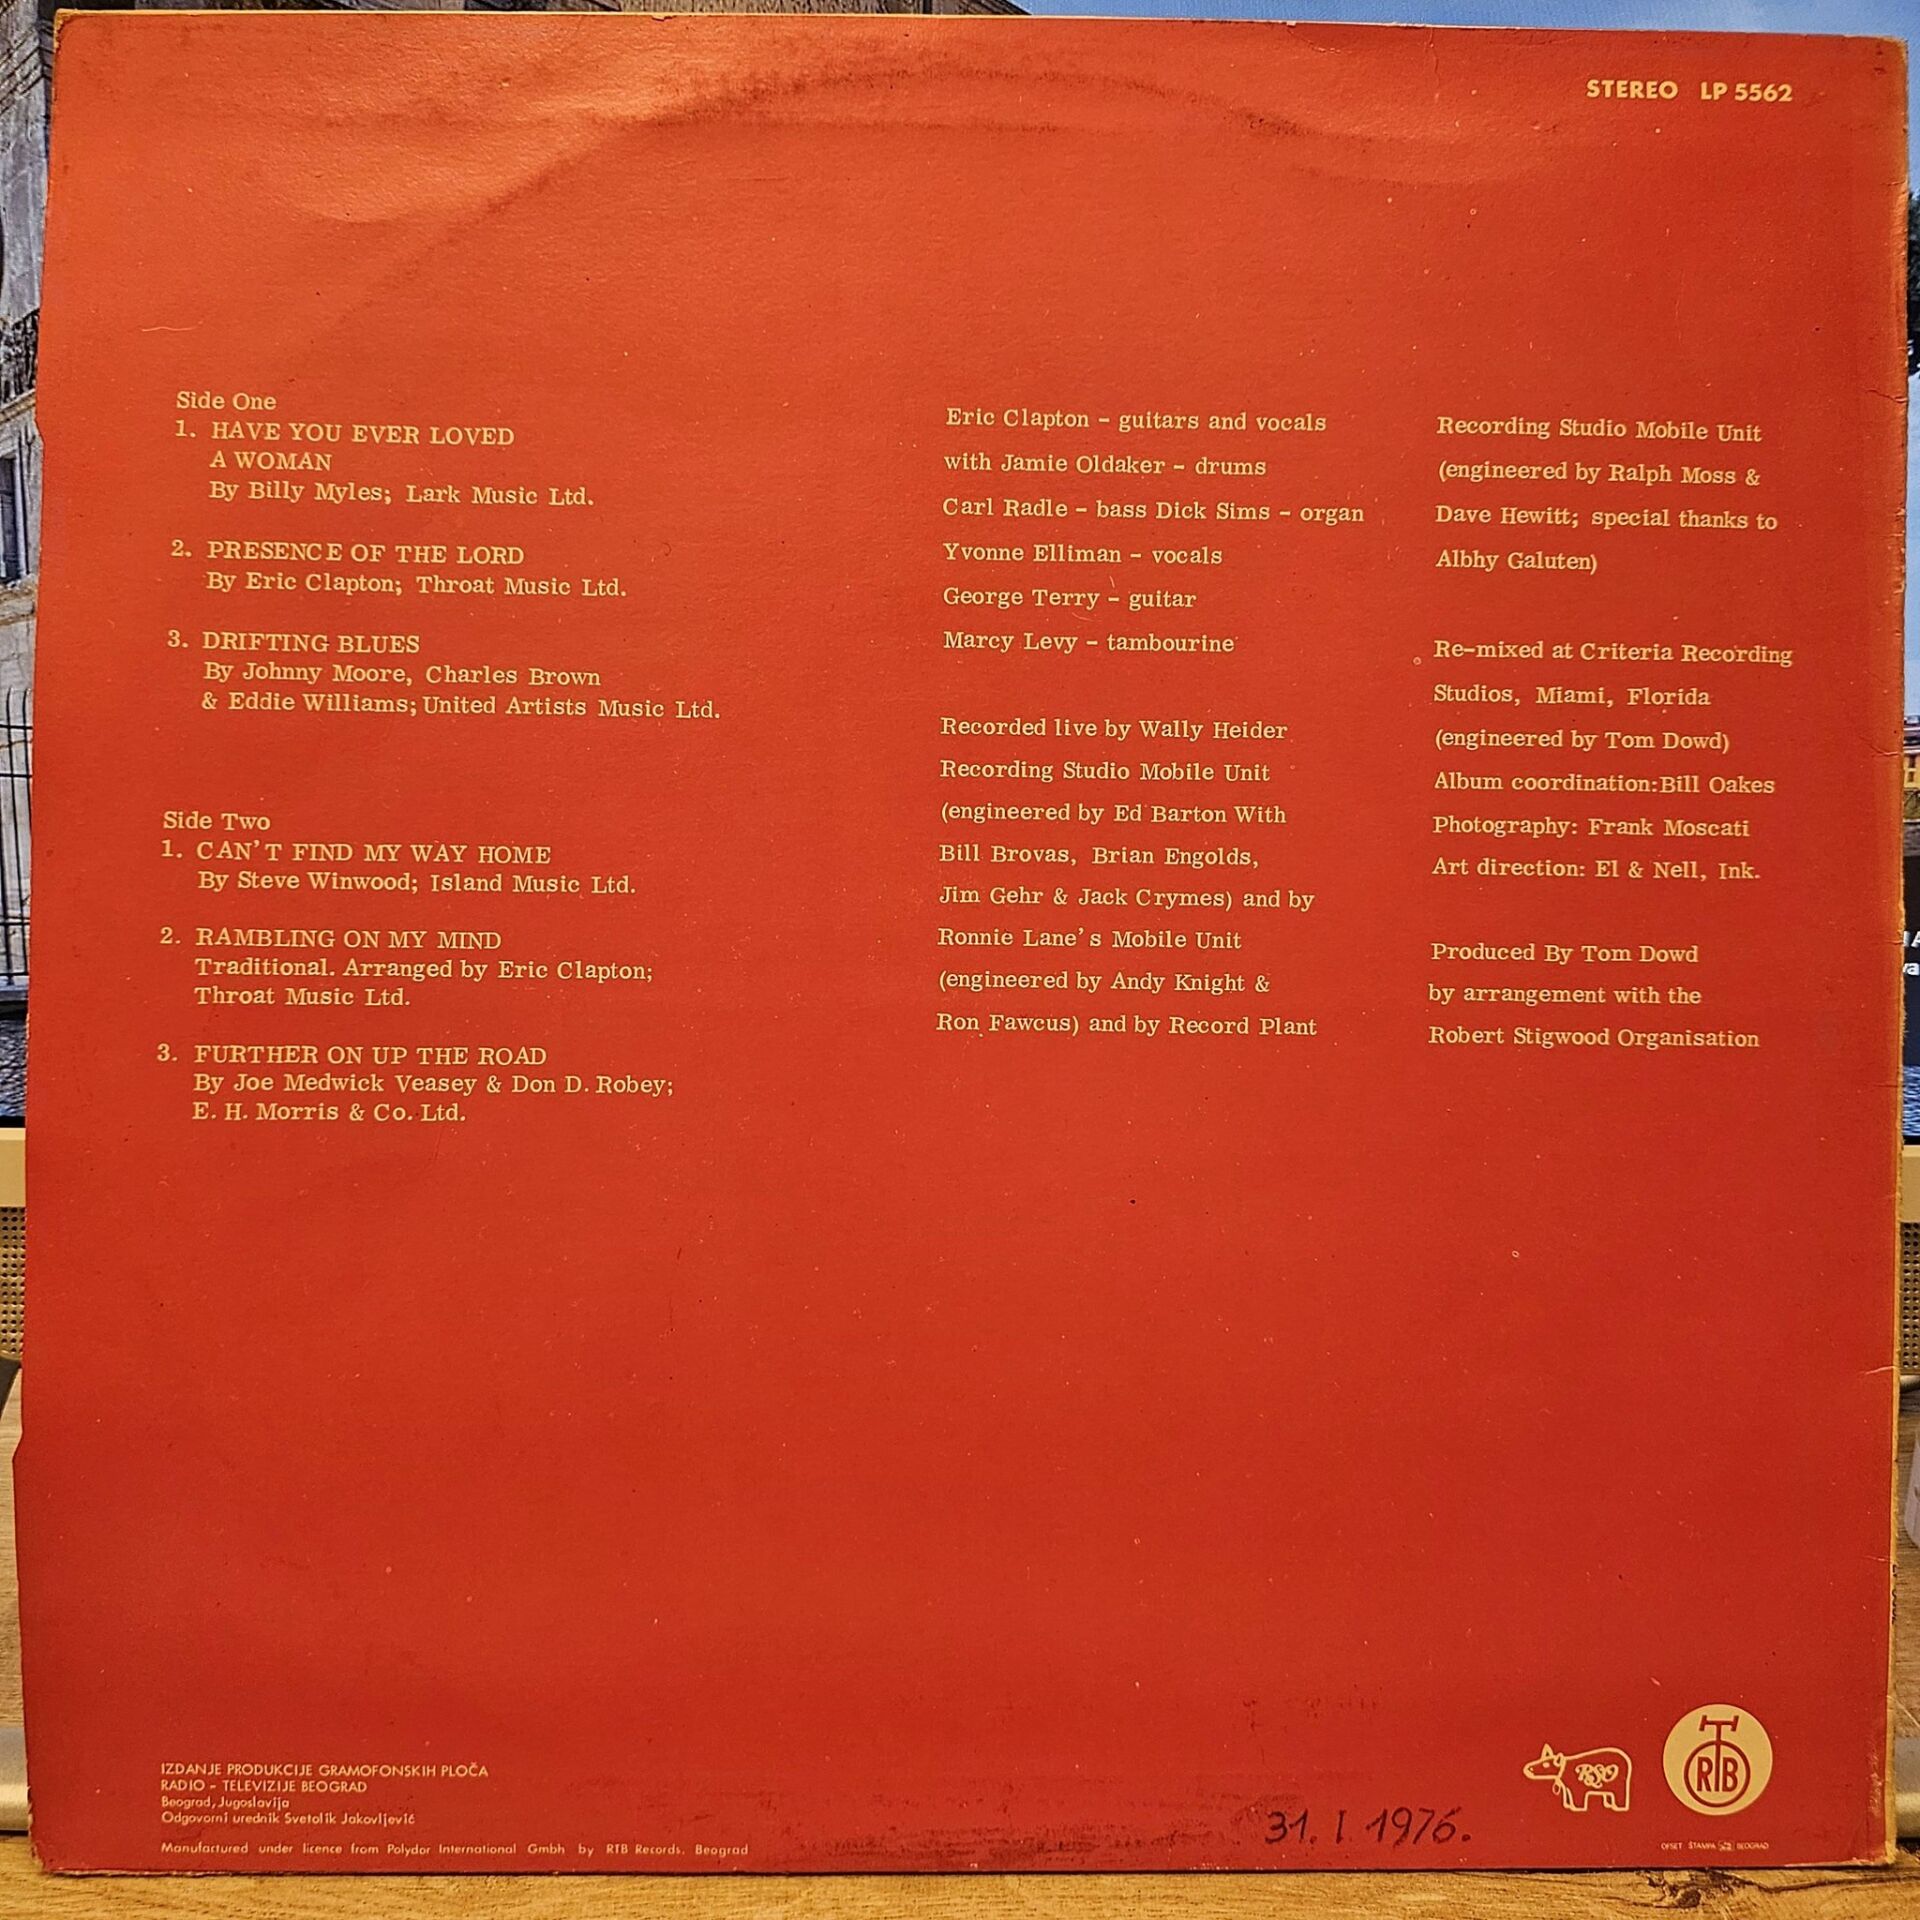 STEREO LP 5562
Side One
1. HAVE YOU EVER LOVED
A WOMAN
By Billy Myles; Lark Music Ltd.
2. PRESENCE OF THE LORD
By Eric Clapton; Throat Music Ltd.
3. DRIFTING BLUES
By Johnny Moore, Charles Brown
& Eddie Williams; United Artists Music Ltd.
Side Two
1. CAN'T FIND MY WAY HOME
By Steve Winwood; Island Music Ltd.
2. RAMBLING ON MY MIND
Traditional. Arranged by Eric Clapton;
Throat Music Ltd.
3. FURTHER ON UP THE ROAD
By Joe Medwick Veasey & Don D. Robey;
E. H. Morris & Co. Ltd.
Eric Clapton - guitars and vocals
with Jamie Oldaker - drums
Carl Radle - bass Dick Sims - organ
Yvonne Elliman - vocals
George Terry - guitar
Marcy Levy - tambourine
Recorded live by Wally Heider
Recording Studio Mobile Unit
(engineered by Ed Barton With
Bill Brovas, Brian Engolds,
Jim Gehr & Jack Crymes) and by
Ronnie Lane's Mobile Unit
(engineered by Andy Knight &
Ron Fawcus) and by Record Plant
Recording Studio Mobile Unit
(engineered by Ralph Moss &
Dave Hewitt; special thanks to
Albhy Galuten)
Re-mixed at Criteria Recording
Studios, Miami, Florida
(engineered by Tom Dowd)
Album coordination: Bill Oakes
Photography: Frank Moscati
Art direction: El & Nell, Ink.
Produced By Tom Dowd
by arrangement with the
Robert Stigwood Organisation
IZDANJE PRODUKCIJE GRAMOFONSKIH PLOČA
RADIO - TELEVIZIJE BEOGRAD
Beograd, Jugoslavija
Odgovorni urednik Svetolik Jakovljević
Manufactured under licence from Polydor International Gmbh by RTB Records. Beograd
31. I 1976.
RSO
RTB
OFSET ŠTAMPA BEOGRAD